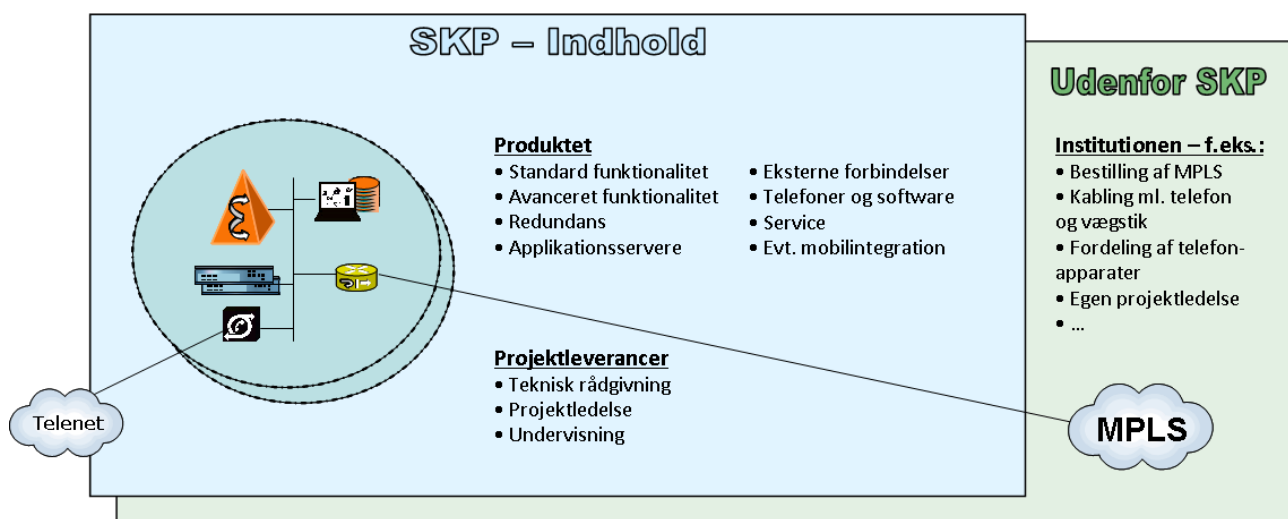 SKP – Indhold
Produktet
• Standard funktionalitet
• Avanceret funktionalitet
• Redundans
• Applikationsservere
• Eksterne forbindelser
• Telefoner og software
• Service
• Evt. mobilintegration
Projektleverancer
• Teknisk rådgivning
• Projektledelse
• Undervisning
Telenet
Udenfor SKP
Institutionen – f.eks.:
• Bestilling af MPLS
• Kabling ml. telefon
og vægstik
• Fordeling af telefon-
apparater
• Egen projektledelse
• ...
MPLS